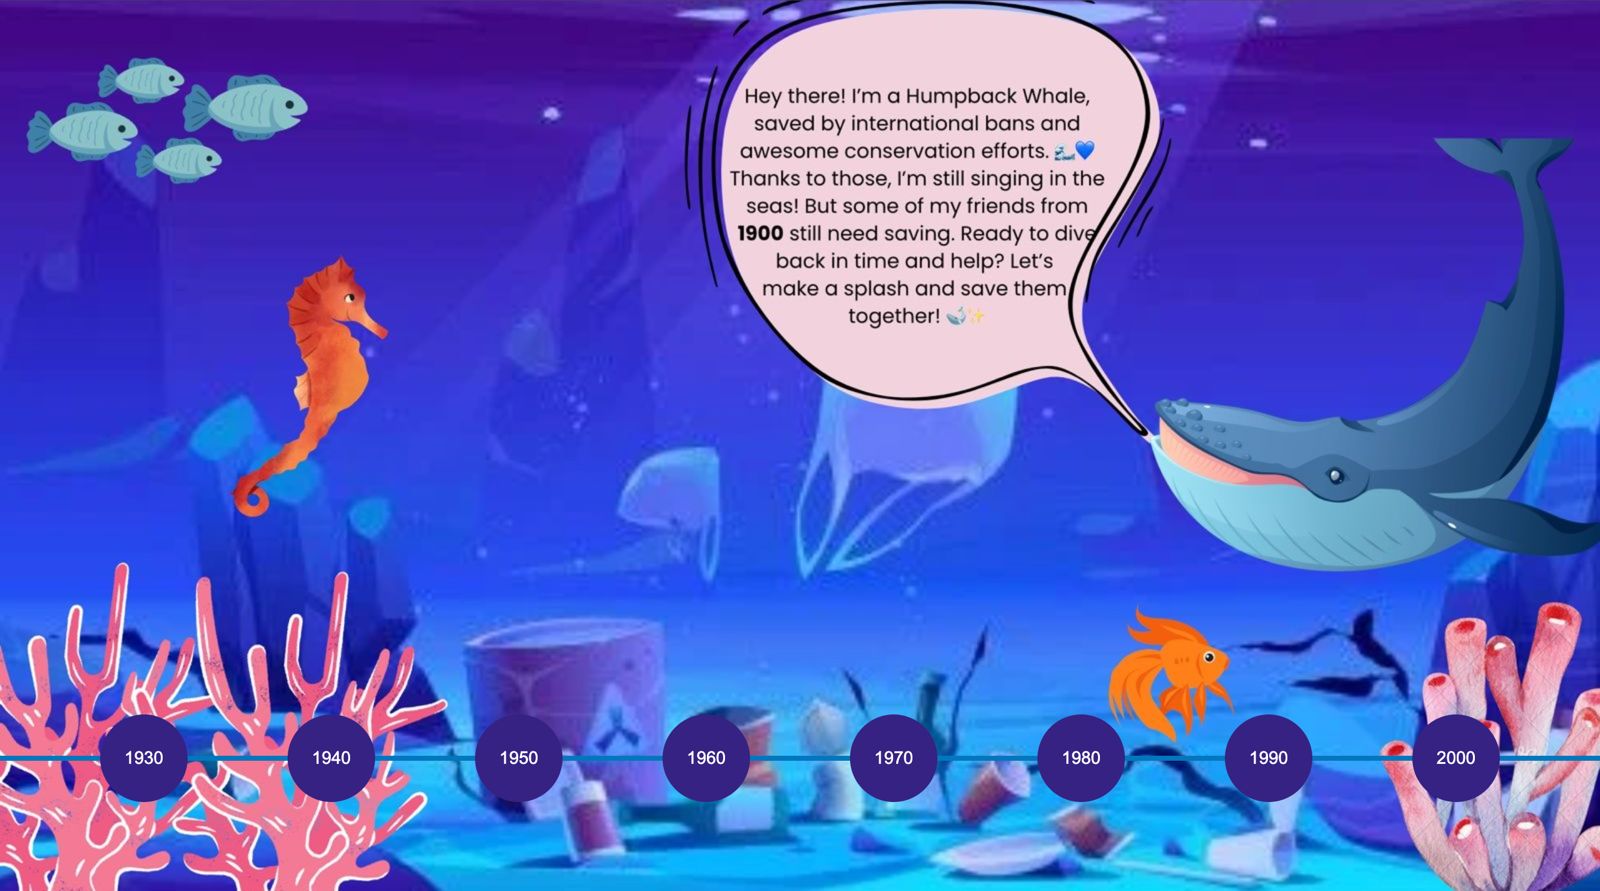 Hey there! I'm a Humpback Whale,
saved by international bans and
awesome conservation efforts. 🌊💙
Thanks to those, I'm still singing in the
seas! But some of my friends from
1900 still need saving. Ready to dive
back in time and help? Let's
make a splash and save them
together! 🐋✨
1930 1940 1950 1960 1970 1980 1990 2000